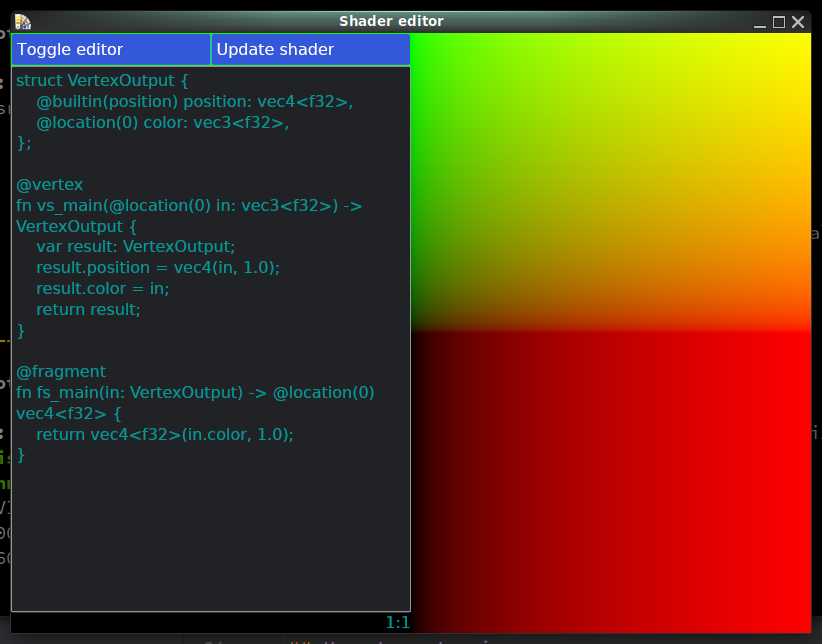 Shader editor
Toggle editor
Update shader
struct VertexOutput {
    @builtin(position) position: vec4<f32>,
    @location(0) color: vec3<f32>,
};

@vertex
fn vs_main(@location(0) in: vec3<f32>) ->
VertexOutput {
    var result: VertexOutput;
    result.position = vec4(in, 1.0);
    result.color = in;
    return result;
}

@fragment
fn fs_main(in: VertexOutput) -> @location(0)
vec4<f32> {
    return vec4<f32>(in.color, 1.0);
}
1:1